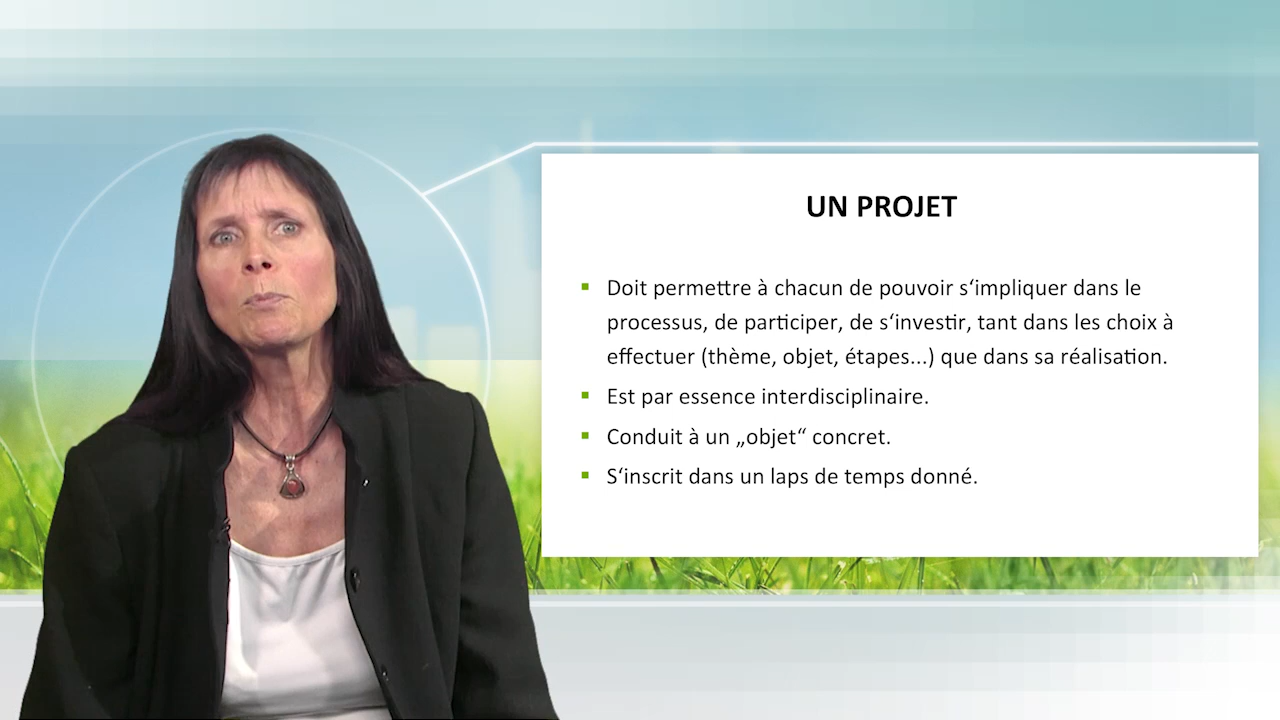 UN PROJET
Doit permettre à chacun de pouvoir s‘impliquer dans le
processus, de participer, de s‘investir, tant dans les choix à
effectuer (thème, objet, étapes...) que dans sa réalisation.
Est par essence interdisciplinaire.
Conduit à un „objet“ concret.
S‘inscrit dans un laps de temps donné.